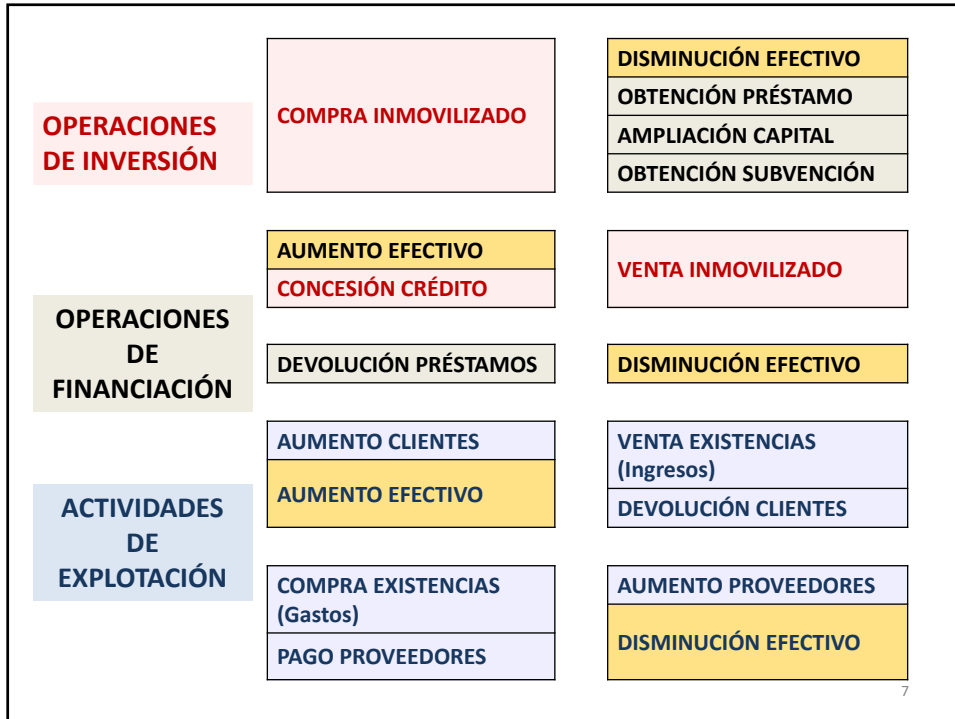 OPERACIONES
DE INVERSIÓN
COMPRA INMOVILIZADO
DISMINUCIÓN EFECTIVO
OBTENCIÓN PRÉSTAMO
AMPLIACIÓN CAPITAL
OBTENCIÓN SUBVENCIÓN
AUMENTO EFECTIVO
CONCESIÓN CRÉDITO
VENTA INMOVILIZADO
OPERACIONES
DE
FINANCIACIÓN
DEVOLUCIÓN PRÉSTAMOS
DISMINUCIÓN EFECTIVO
AUMENTO CLIENTES
AUMENTO EFECTIVO
VENTA EXISTENCIAS
(Ingresos)
DEVOLUCIÓN CLIENTES
ACTIVIDADES
DE
EXPLOTACIÓN
COMPRA EXISTENCIAS
(Gastos)
PAGO PROVEEDORES
AUMENTO PROVEEDORES
DISMINUCIÓN EFECTIVO
7